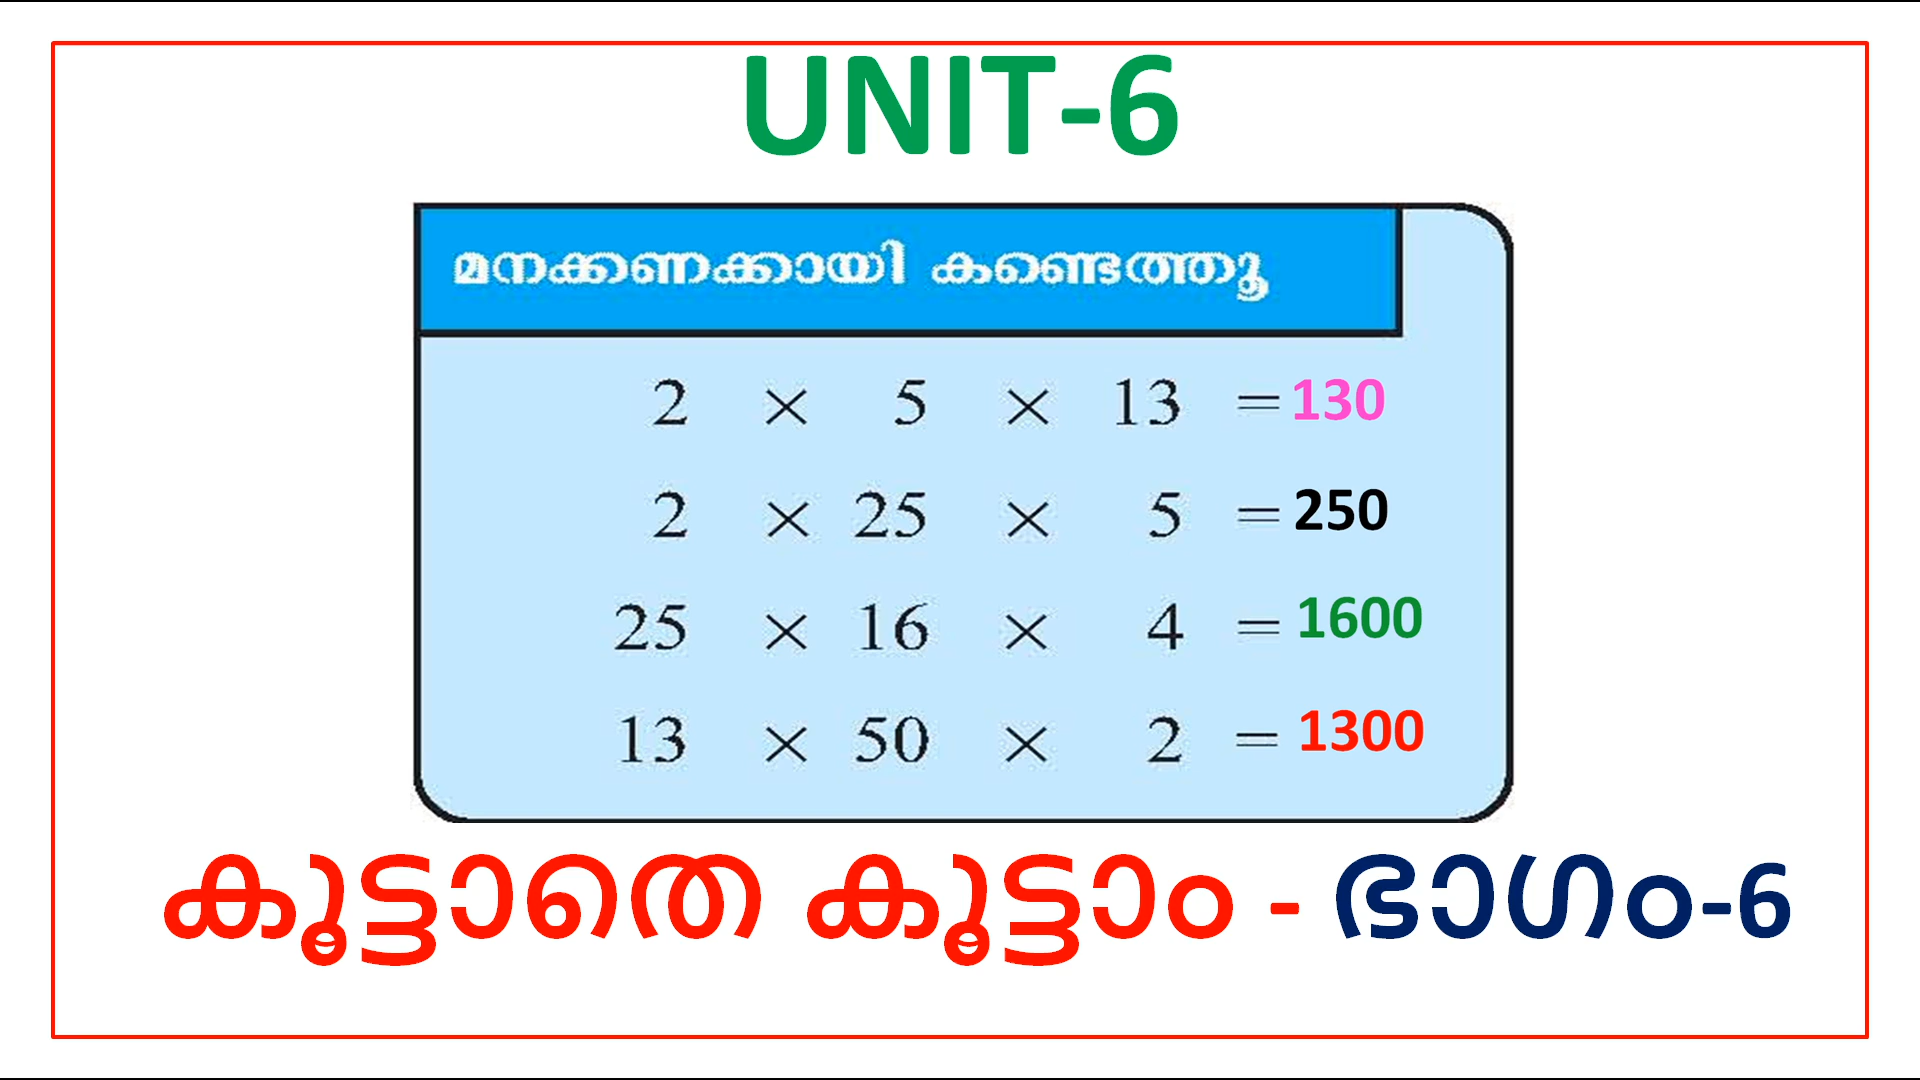 UNIT-6
മനക്കണക്കായി കണ്ടെത്തൂ
2 × 5 × 13 = 130
2 × 25 × 5 = 250
25 × 16 × 4 = 1600
13 × 50 × 2 = 1300
കൂട്ടാതെ കൂട്ടാം - ഭാഗം-6